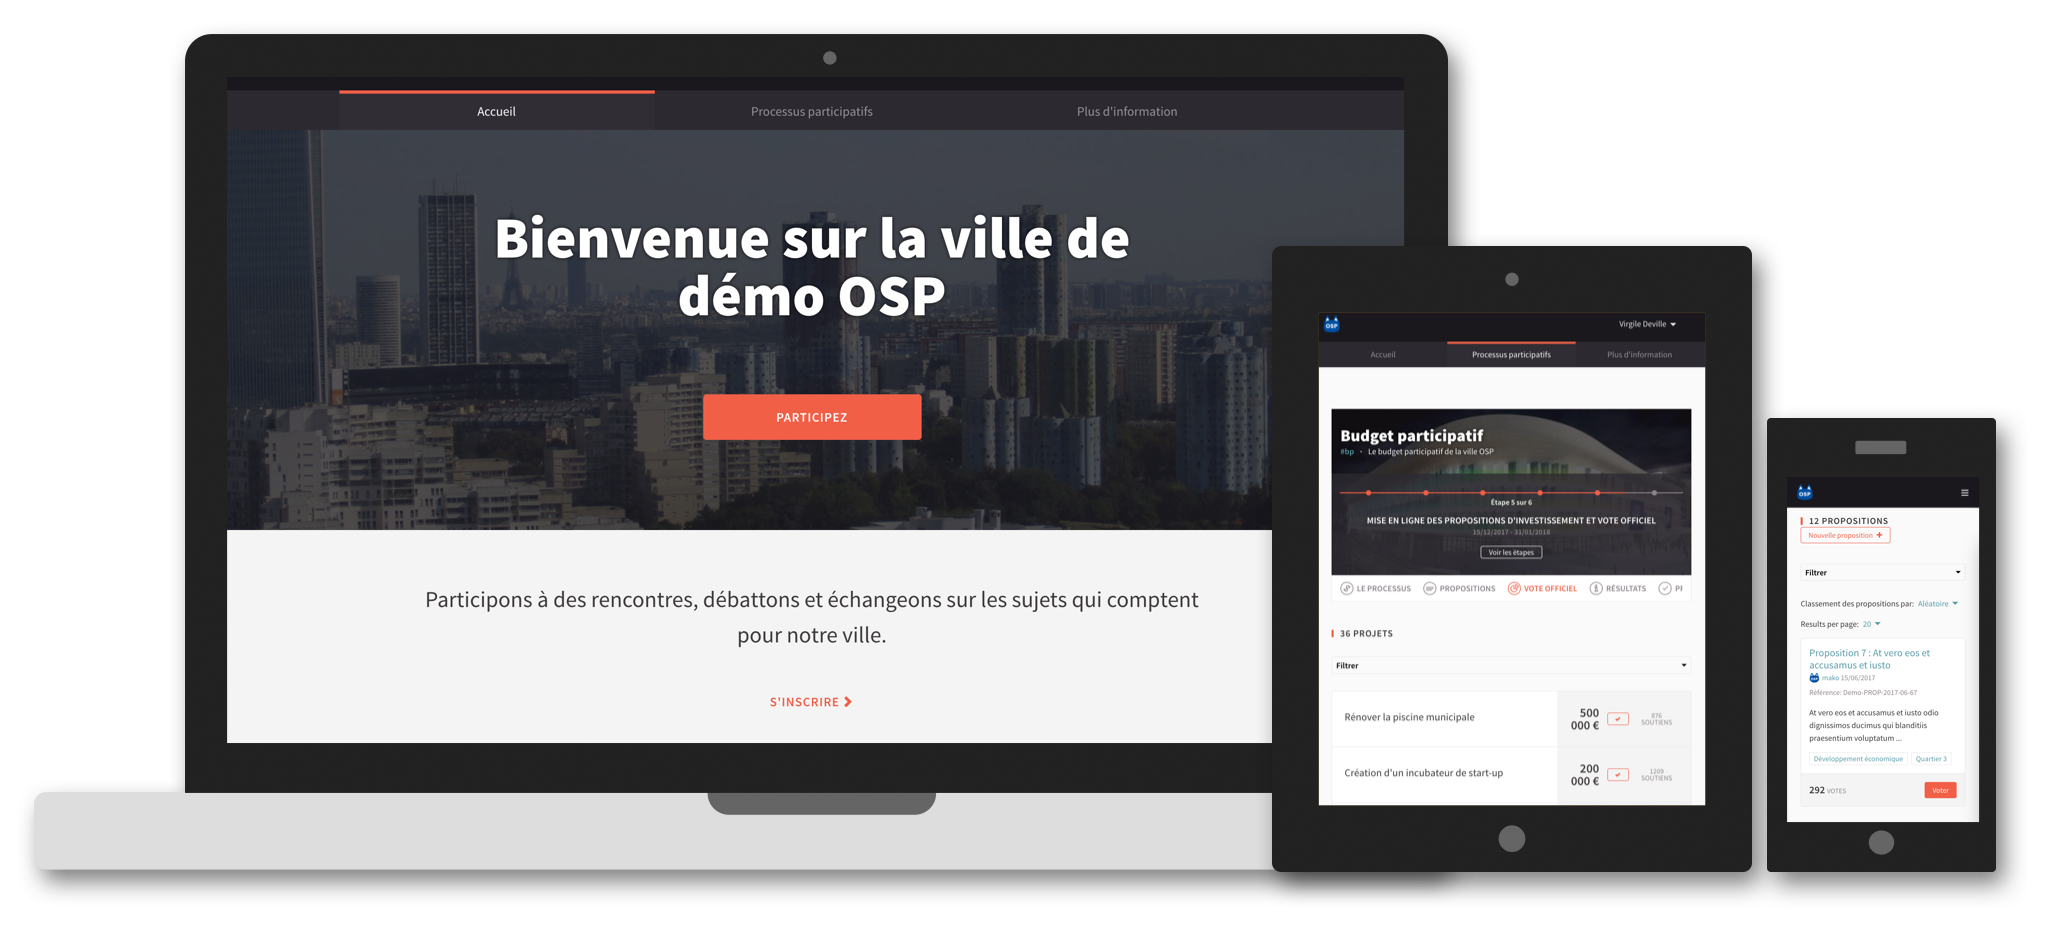 Accueil
Processus participatifs
Plus d'information
Bienvenue sur la ville de
démo OSP
PARTICIPEZ
Participons à des rencontres, débattons et échangeons sur les sujets qui comptent
pour notre ville.
S'INSCRIRE
OSP
Virgile Deville
Accueil
Processus participatifs
Plus d'information
Budget participatif
#bp · Le budget participatif de la ville OSP
Étape 5 sur 6
MISE EN LIGNE DES PROPOSITIONS D'INVESTISSEMENT ET VOTE OFFICIEL
15/12/2017 - 31/01/2018
Voir les étapes
LE PROCESSUS
PROPOSITIONS
VOTE OFFICIEL
RÉSULTATS
PI
36 PROJETS
Filtrer
Rénover la piscine municipale
500
000 €
876
SOUTIENS
Création d'un incubateur de start-up
200
000 €
1209
SOUTIENS
OSP
12 PROPOSITIONS
Nouvelle proposition +
Filtrer
Classement des propositions par: Aléatoire
Results per page: 20
Proposition 7 : At vero eos et
accusamus et iusto
mako 15/06/2017
Référence: Demo-PROP-2017-06-67
At vero eos et accusamus et iusto odio
dignissimos ducimus qui blanditiis
praesentium voluptatum ...
Développement économique
Quartier 3
292 VOTES
Voter